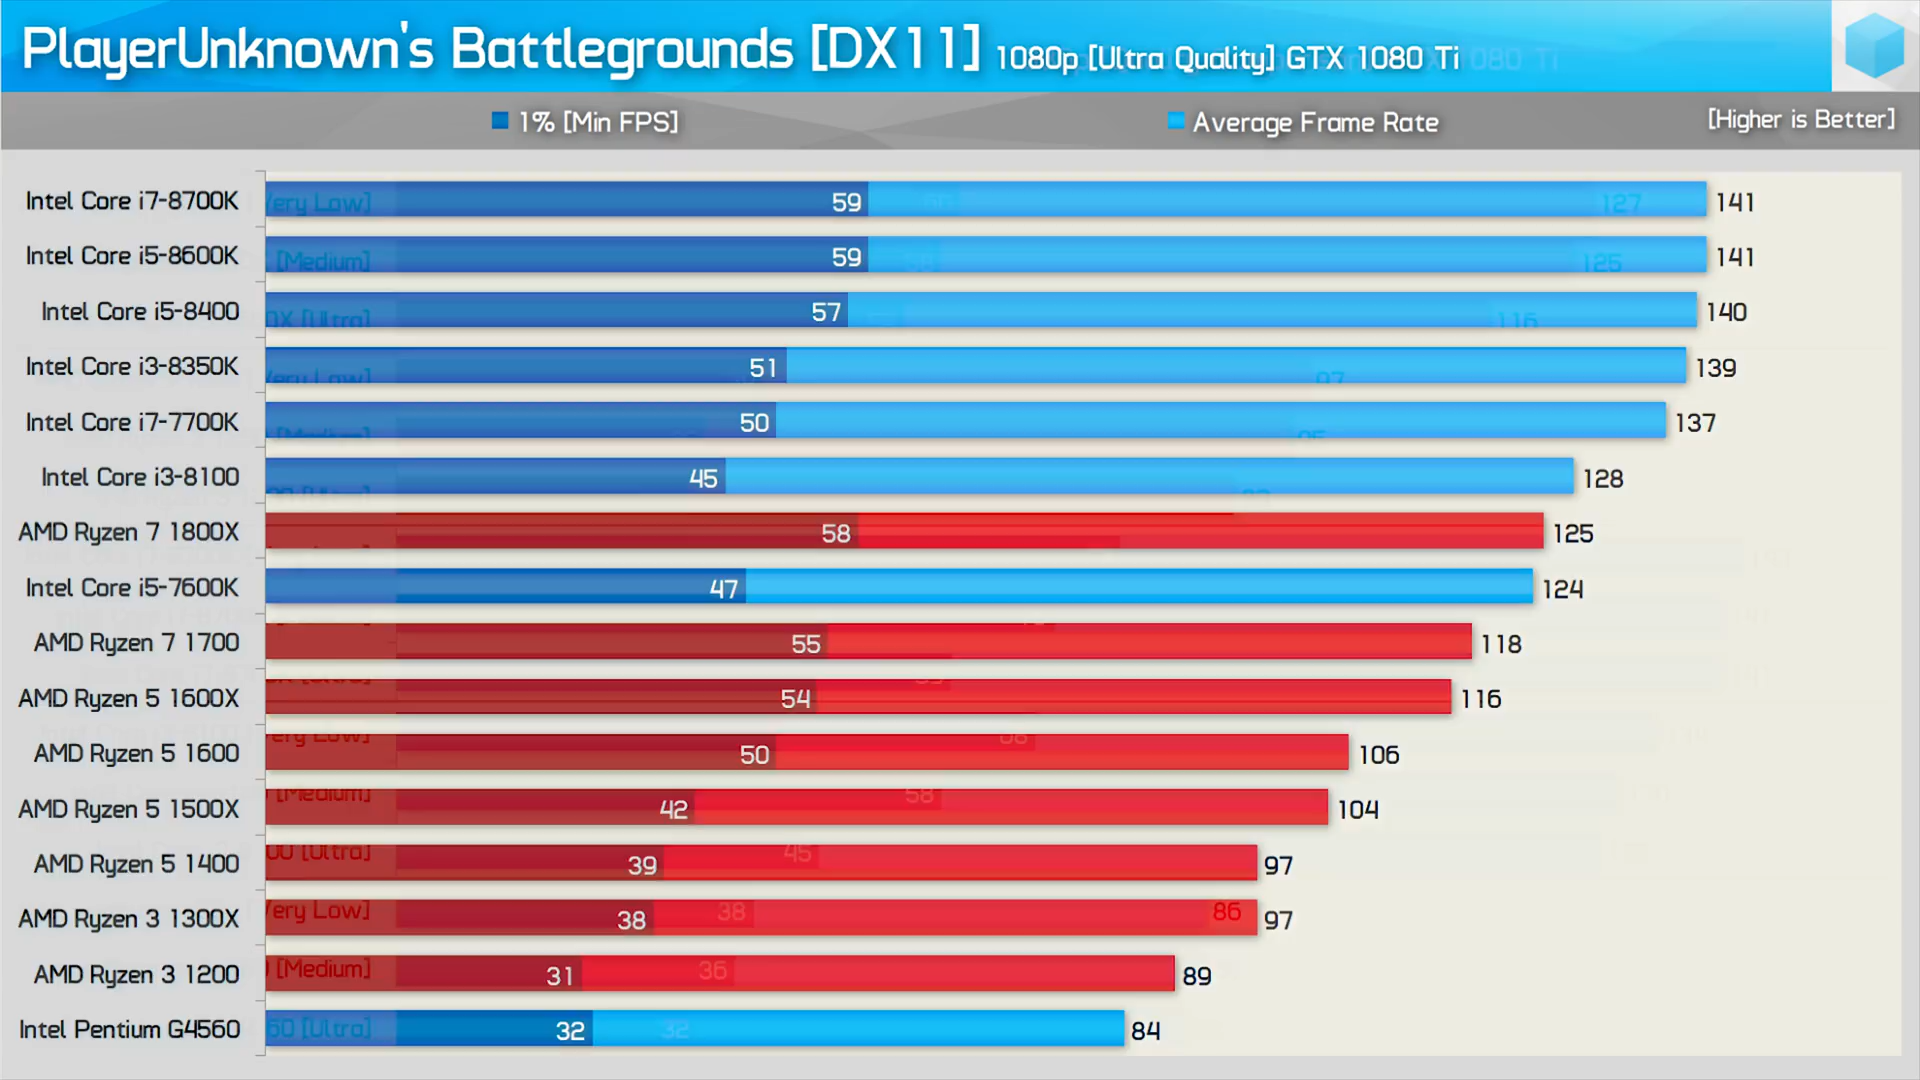 PlayerUnknown's Battlegrounds [DX11] 1080p [Ultra Quality] GTX 1080 Ti
1% [Min FPS] Average Frame Rate [Higher is Better]
Intel Core i7-8700K 59 141
Intel Core i5-8600K 59 141
Intel Core i5-8400 57 140
Intel Core i3-8350K 51 139
Intel Core i7-7700K 50 137
Intel Core i3-8100 45 128
AMD Ryzen 7 1800X 58 125
Intel Core i5-7600K 47 124
AMD Ryzen 7 1700 55 118
AMD Ryzen 5 1600X 54 116
AMD Ryzen 5 1600 50 106
AMD Ryzen 5 1500X 42 104
AMD Ryzen 5 1400 39 97
AMD Ryzen 3 1300X 38 97
AMD Ryzen 3 1200 31 89
Intel Pentium G4560 32 84